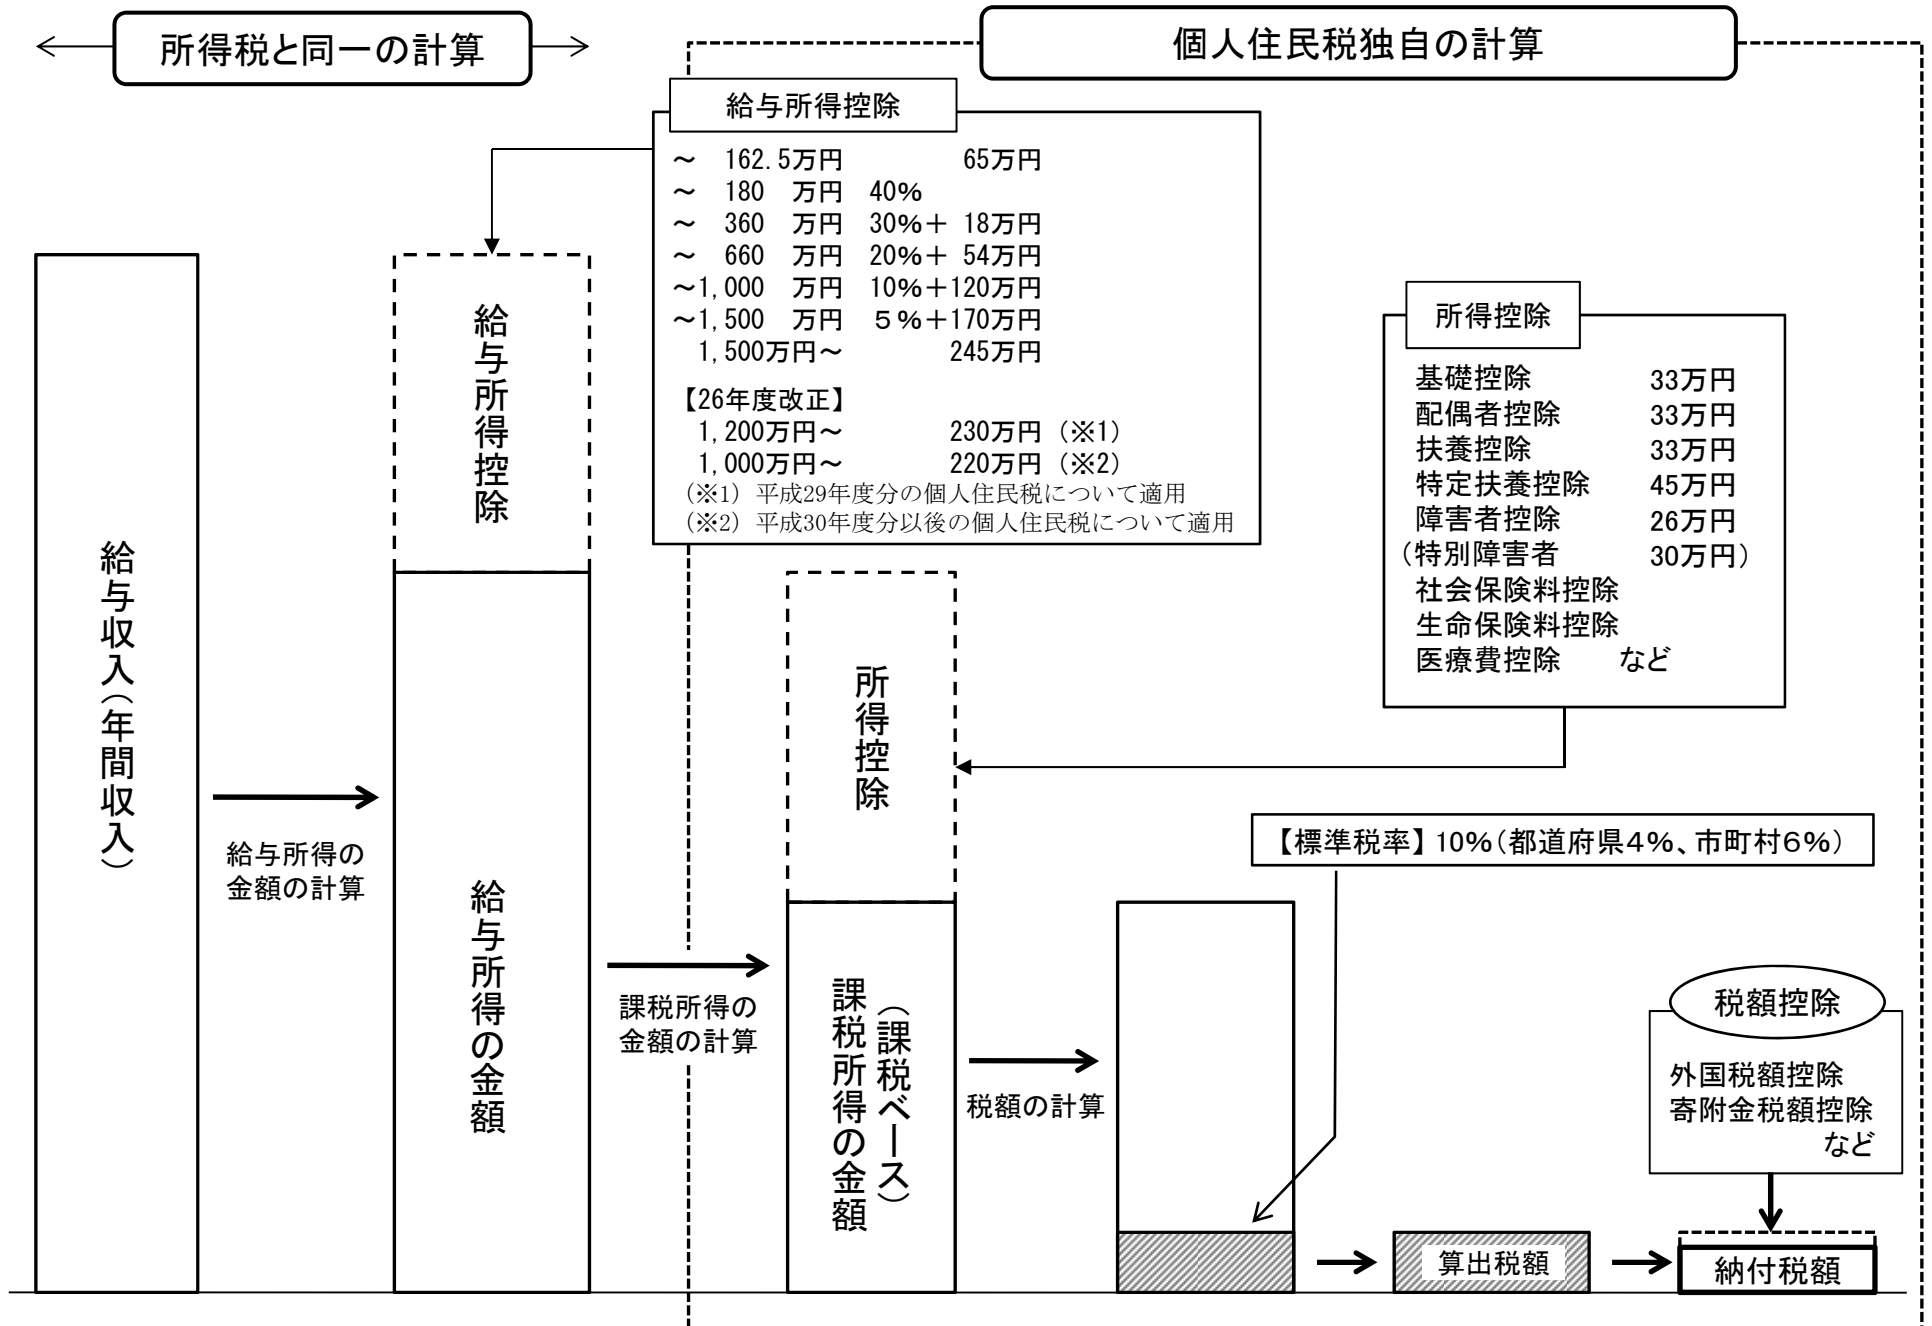 所得税と同一の計算
個人住民税独自の計算
給与所得控除
～ 162.5万円 65万円
～ 180 万円 40%
～ 360 万円 30%＋ 18万円
～ 660 万円 20%＋ 54万円
～1,000 万円 10%＋120万円
～1,500 万円 5%＋170万円
1,500万円～ 245万円
【26年度改正】
1,200万円～ 230万円（※1）
1,000万円～ 220万円（※2）
（※1）平成29年度分の個人住民税について適用
（※2）平成30年度分以後の個人住民税について適用
所得控除
基礎控除 33万円
配偶者控除 33万円
扶養控除 33万円
特定扶養控除 45万円
障害者控除 26万円
（特別障害者 30万円）
社会保険料控除
生命保険料控除
医療費控除 など
給与収入（年間収入）
給与所得の
金額の計算
給与所得控除
給与所得の金額
課税所得の
金額の計算
所得控除
課税所得の金額
（課税ベース）
税額の計算
【標準税率】10%（都道府県4%、市町村6%）
算出税額
税額控除
外国税額控除
寄附金税額控除
など
納付税額